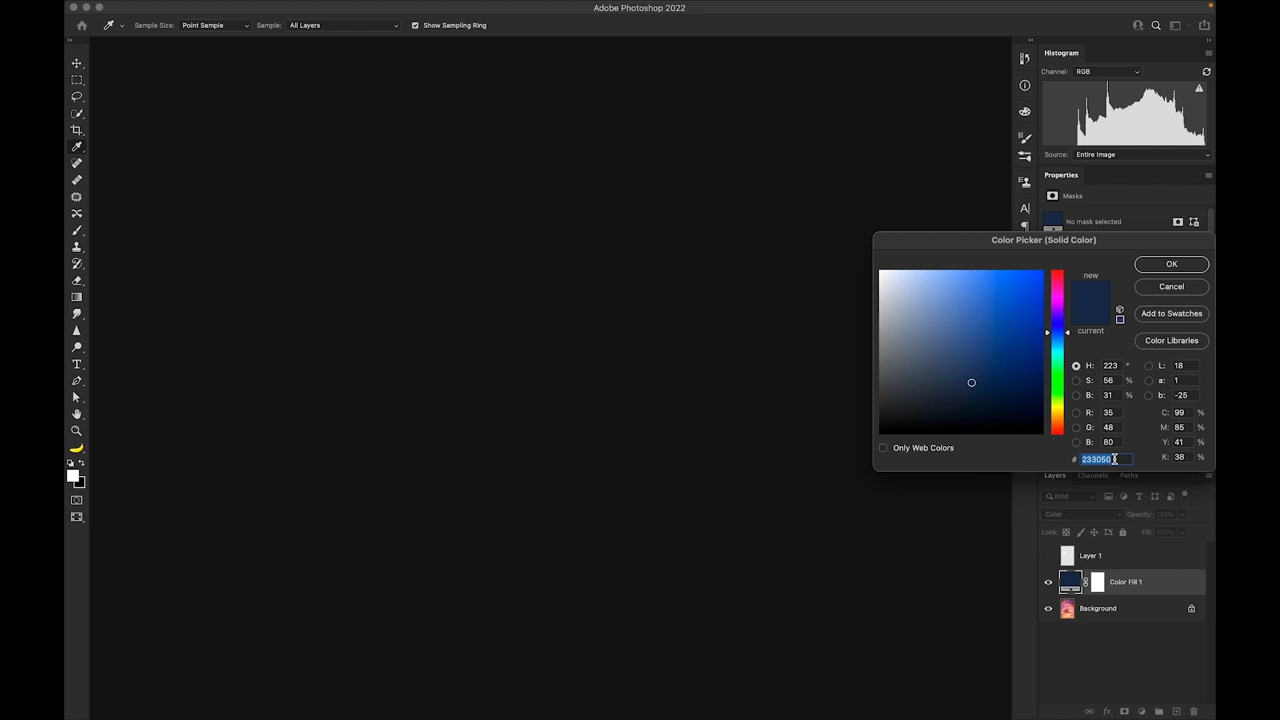 Adobe Photoshop 2022
Sample Size: Point Sample Sample: All Layers Show Sampling Ring
Histogram
Channel: RGB
Source: Entire Image
Properties
Masks
No mask selected
Color Picker (Solid Color)
new
current
OK
Cancel
Add to Swatches
Color Libraries
H: 223 ° L: 18
S: 56 % a: 1
B: 31 % b: -25
R: 35 C: 99 %
G: 48 M: 85 %
B: 80 Y: 41 %
# 233050 K: 38 %
Only Web Colors
Layers Channels Paths
Kind
Color Opacity: 100%
Lock: Fill: 100%
Layer 1
Color Fill 1
Background